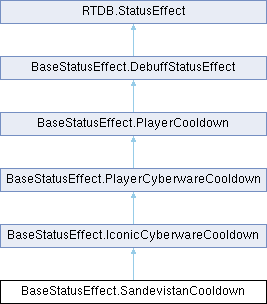 RTDB.StatusEffect
BaseStatusEffect.DebuffStatusEffect
BaseStatusEffect.PlayerCooldown
BaseStatusEffect.PlayerCyberwareCooldown
BaseStatusEffect.IconicCyberwareCooldown
BaseStatusEffect.SandevistanCooldown